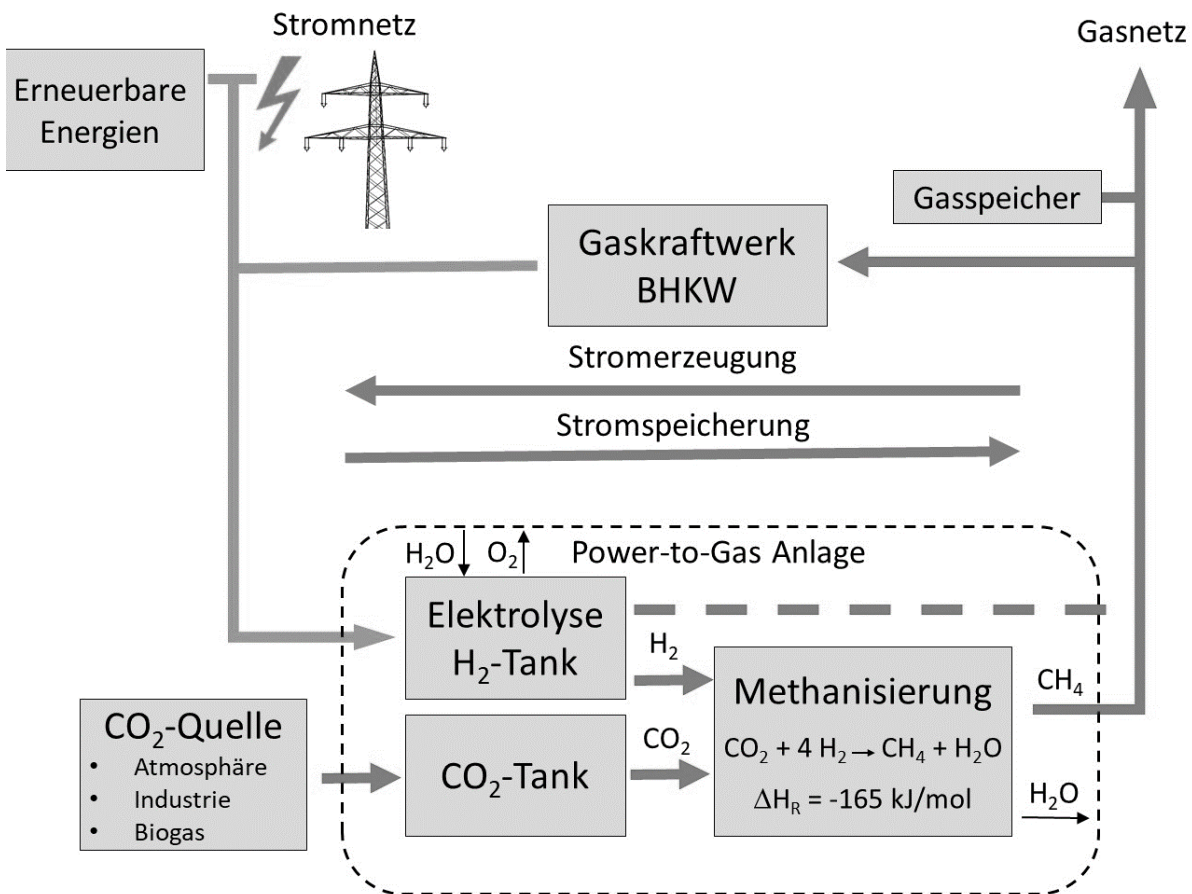 Stromnetz
Gasnetz
Erneuerbare
Energien
Gasspeicher
Gaskraftwerk
BHKW
Stromerzeugung
Stromspeicherung
H₂O
O₂
Power-to-Gas Anlage
Elektrolyse
H₂-Tank
H₂
Methanisierung
CO₂ + 4 H₂ → CH₄ + H₂O
ΔH_R = -165 kJ/mol
CH₄
H₂O
CO₂-Quelle
• Atmosphäre
• Industrie
• Biogas
CO₂-Tank
CO₂